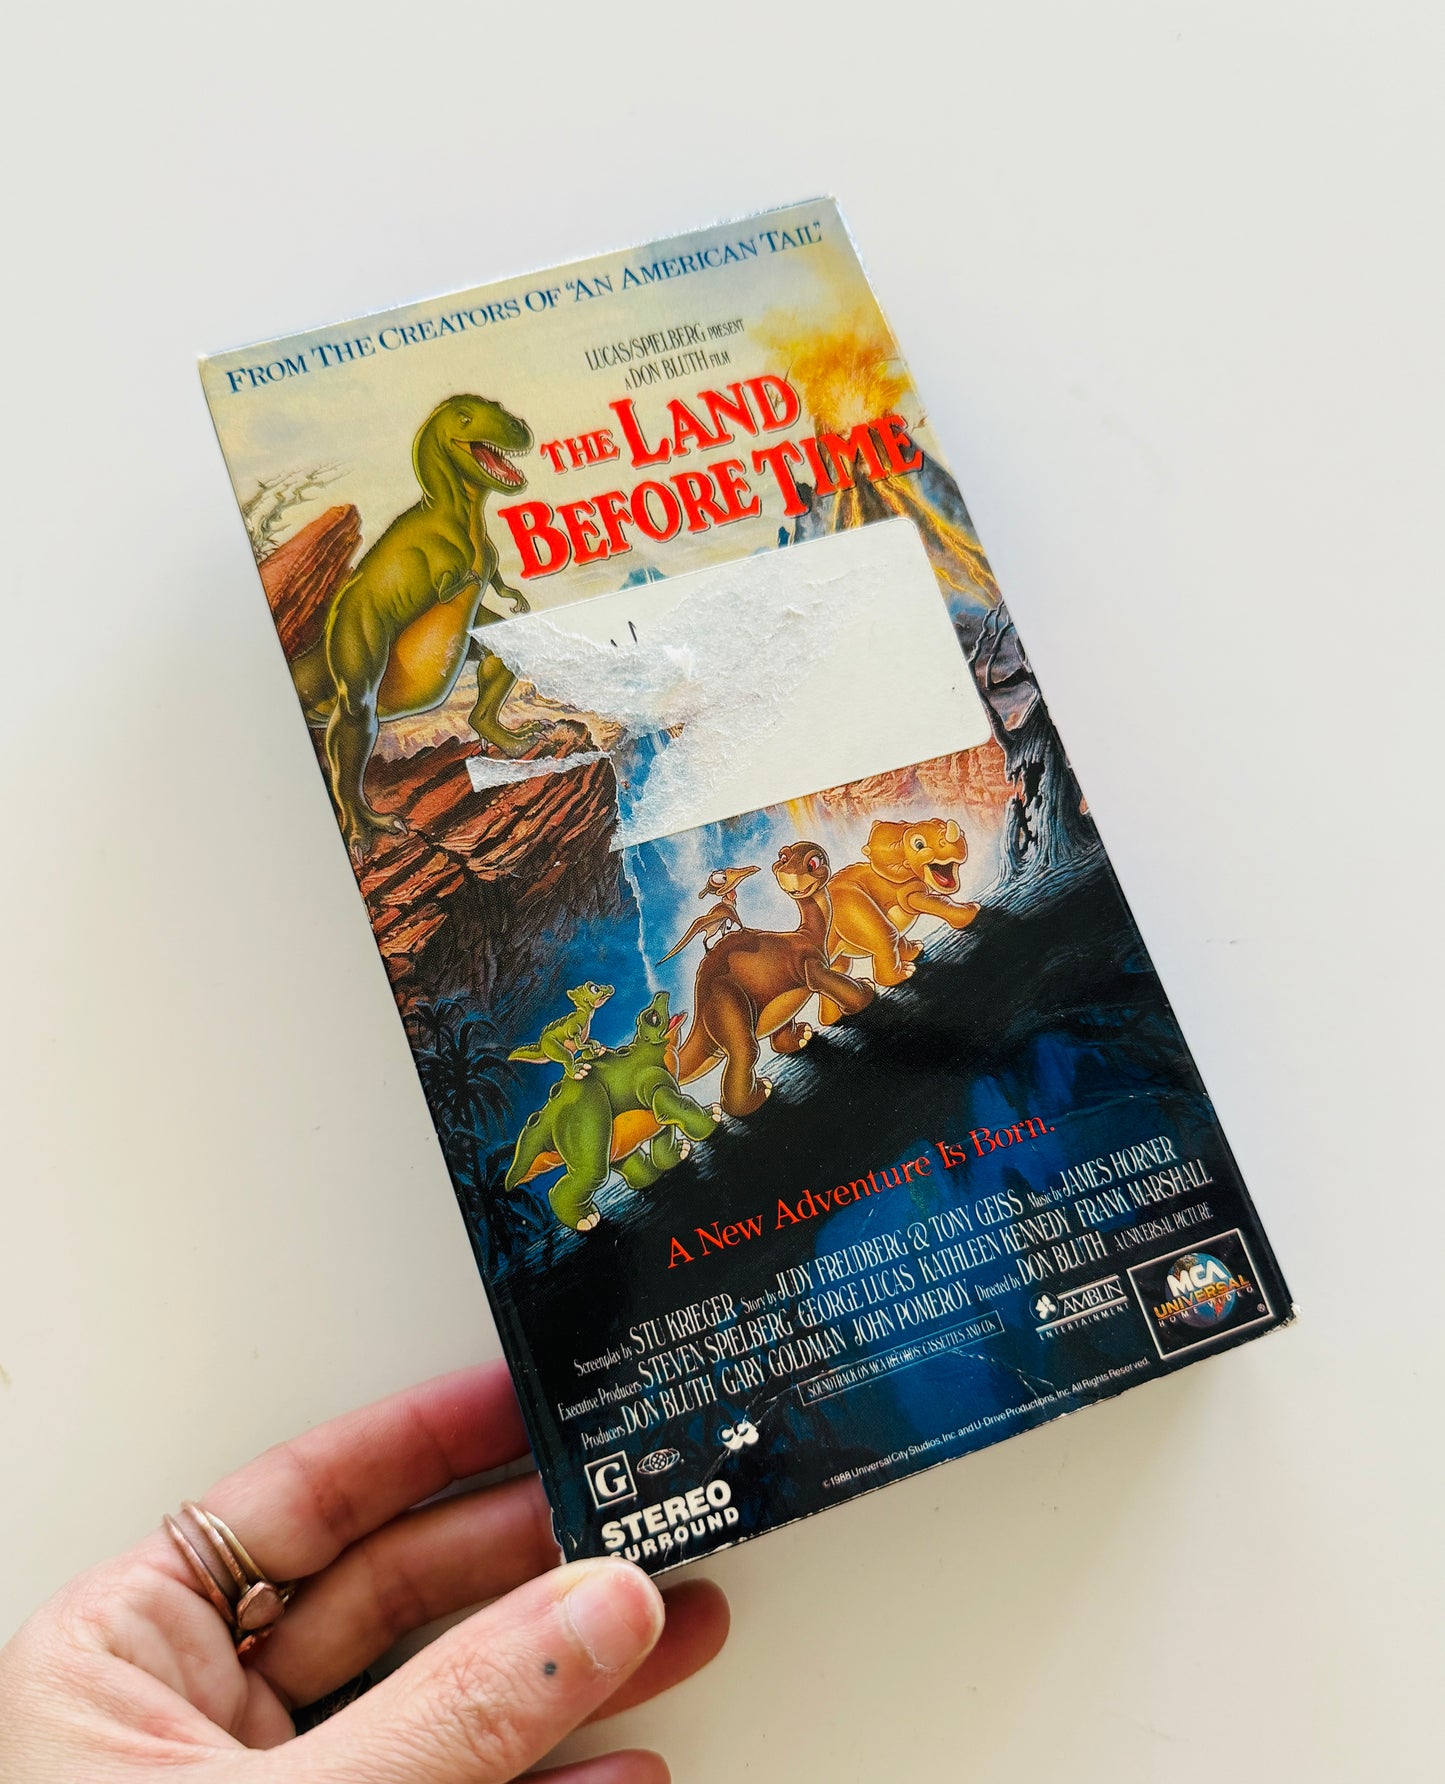 FROM THE CREATORS OF "AN AMERICAN TAIL"
LUCAS/SPIELBERG PRESENT
A DON BLUTH FILM
THE LAND
BEFORE TIME
A New Adventure Is Born.
Screenplay by STU KRIEGER Story by JUDY FREUDBERG & TONY GEISS Music by JAMES HORNER
Executive Producers STEVEN SPIELBERG GEORGE LUCAS KATHLEEN KENNEDY FRANK MARSHALL
Producers DON BLUTH GARY GOLDMAN JOHN POMEROY Directed by DON BLUTH A UNIVERSAL PICTURE
SOUNDTRACK ON MCA RECORDS, CASSETTES AND CDs
AMBLIN
ENTERTAINMENT
MCA
UNIVERSAL
HOME VIDEO
®
G
STEREO
SURROUND
©1988 Universal City Studios, Inc. and U-Drive Productions, Inc. All Rights Reserved.